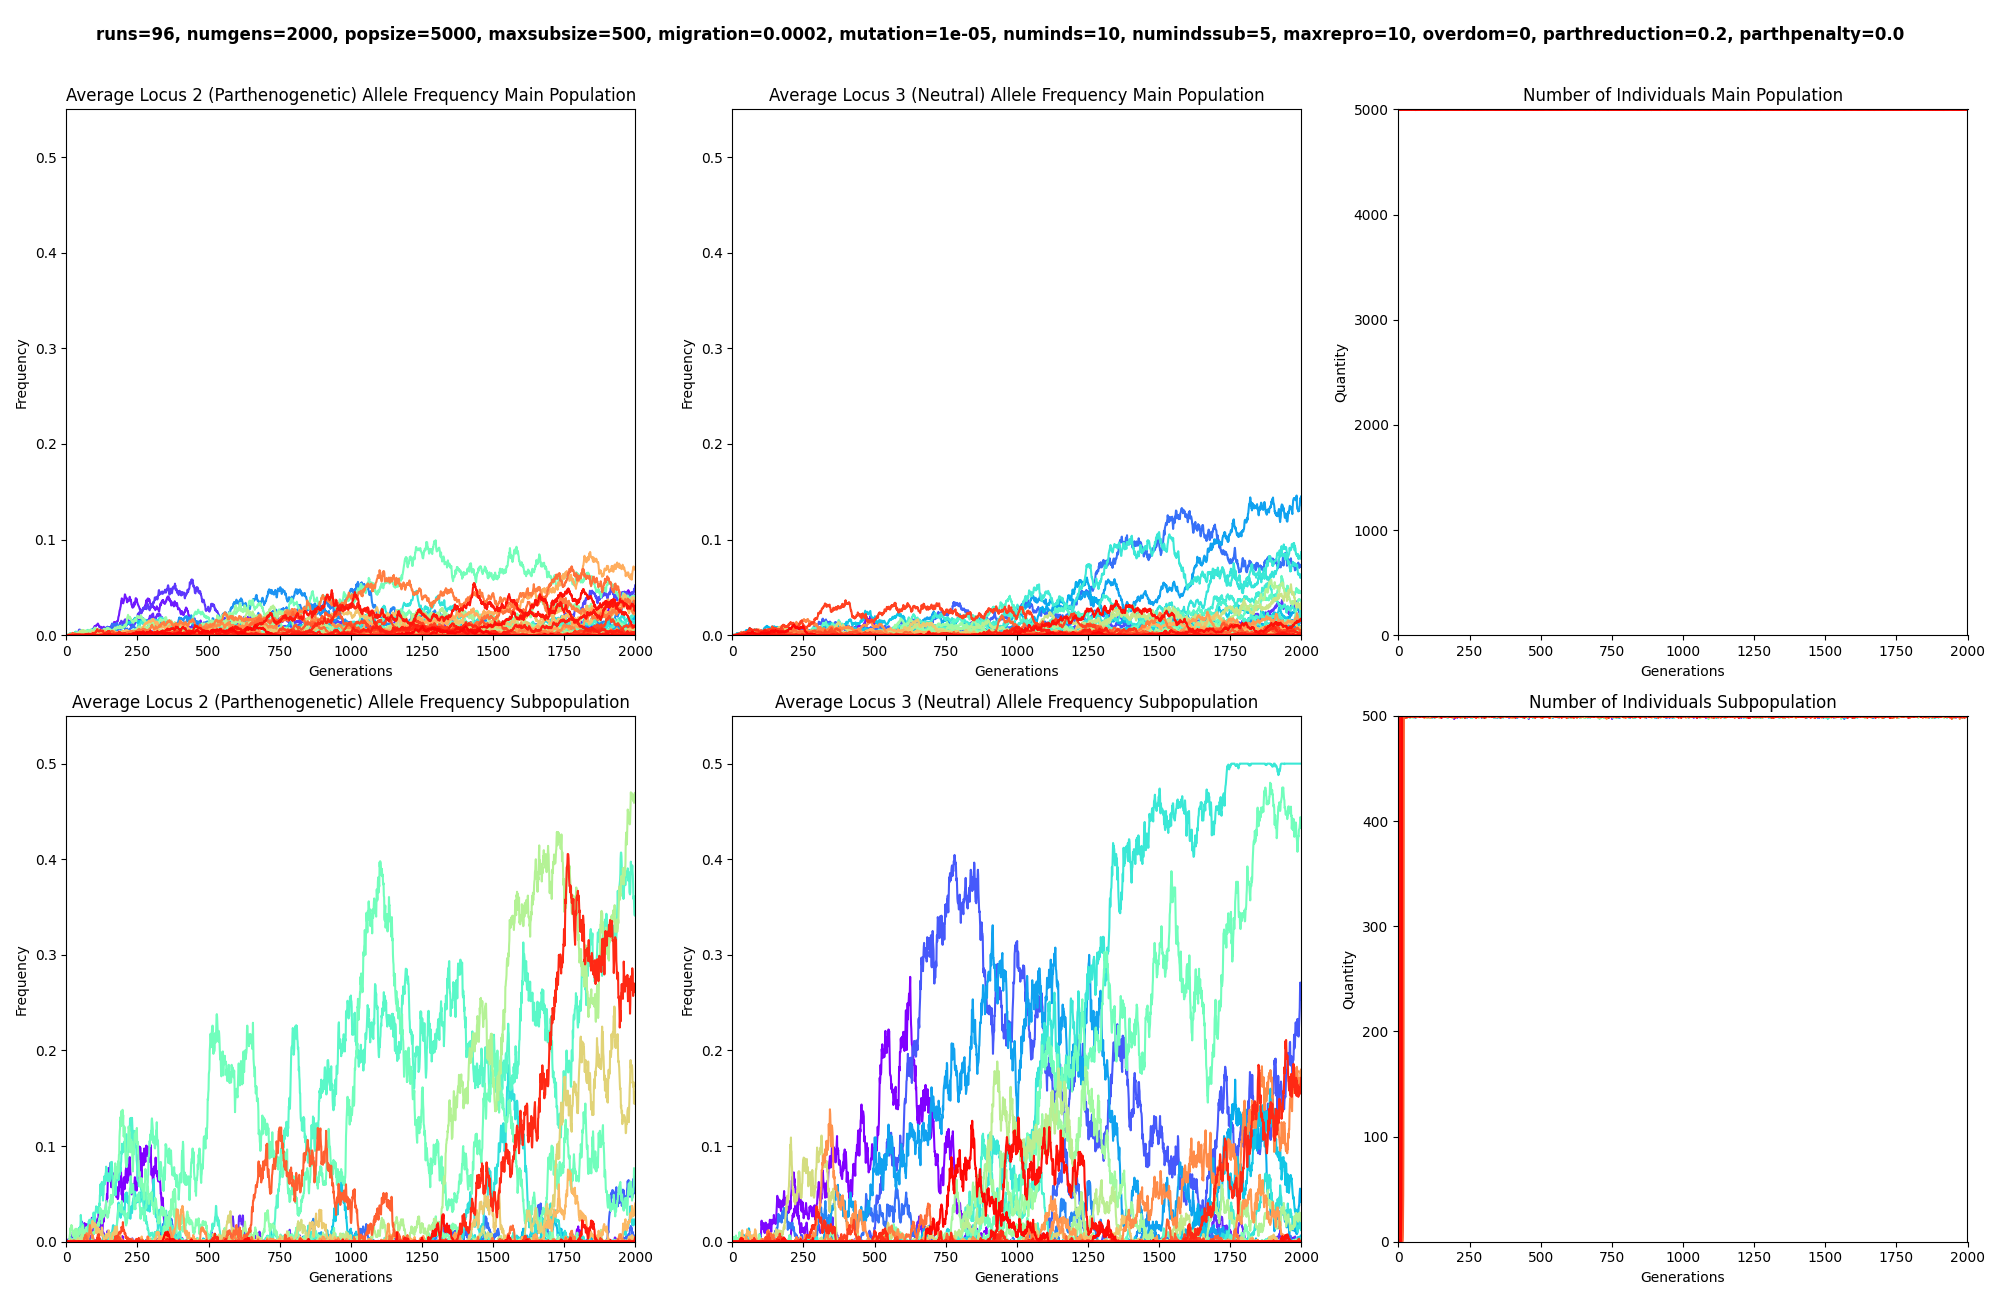 runs=96, numgens=2000, popsize=5000, maxsubsize=500, migration=0.0002, mutation=1e-05, numinds=10, numindssub=5, maxrepro=10, overdom=0, parthreduction=0.2, parthpenalty=0.0
Average Locus 2 (Parthenogenetic) Allele Frequency Main Population
Frequency
0.5
0.4
0.3
0.2
0.1
0.0
0 250 500 750 1000 1250 1500 1750 2000
Generations
Average Locus 3 (Neutral) Allele Frequency Main Population
Frequency
0.5
0.4
0.3
0.2
0.1
0.0
0 250 500 750 1000 1250 1500 1750 2000
Generations
Number of Individuals Main Population
Quantity
5000
4000
3000
2000
1000
0
0 250 500 750 1000 1250 1500 1750 2000
Generations
Average Locus 2 (Parthenogenetic) Allele Frequency Subpopulation
Frequency
0.5
0.4
0.3
0.2
0.1
0.0
0 250 500 750 1000 1250 1500 1750 2000
Generations
Average Locus 3 (Neutral) Allele Frequency Subpopulation
Frequency
0.5
0.4
0.3
0.2
0.1
0.0
0 250 500 750 1000 1250 1500 1750 2000
Generations
Number of Individuals Subpopulation
Quantity
500
400
300
200
100
0
0 250 500 750 1000 1250 1500 1750 2000
Generations